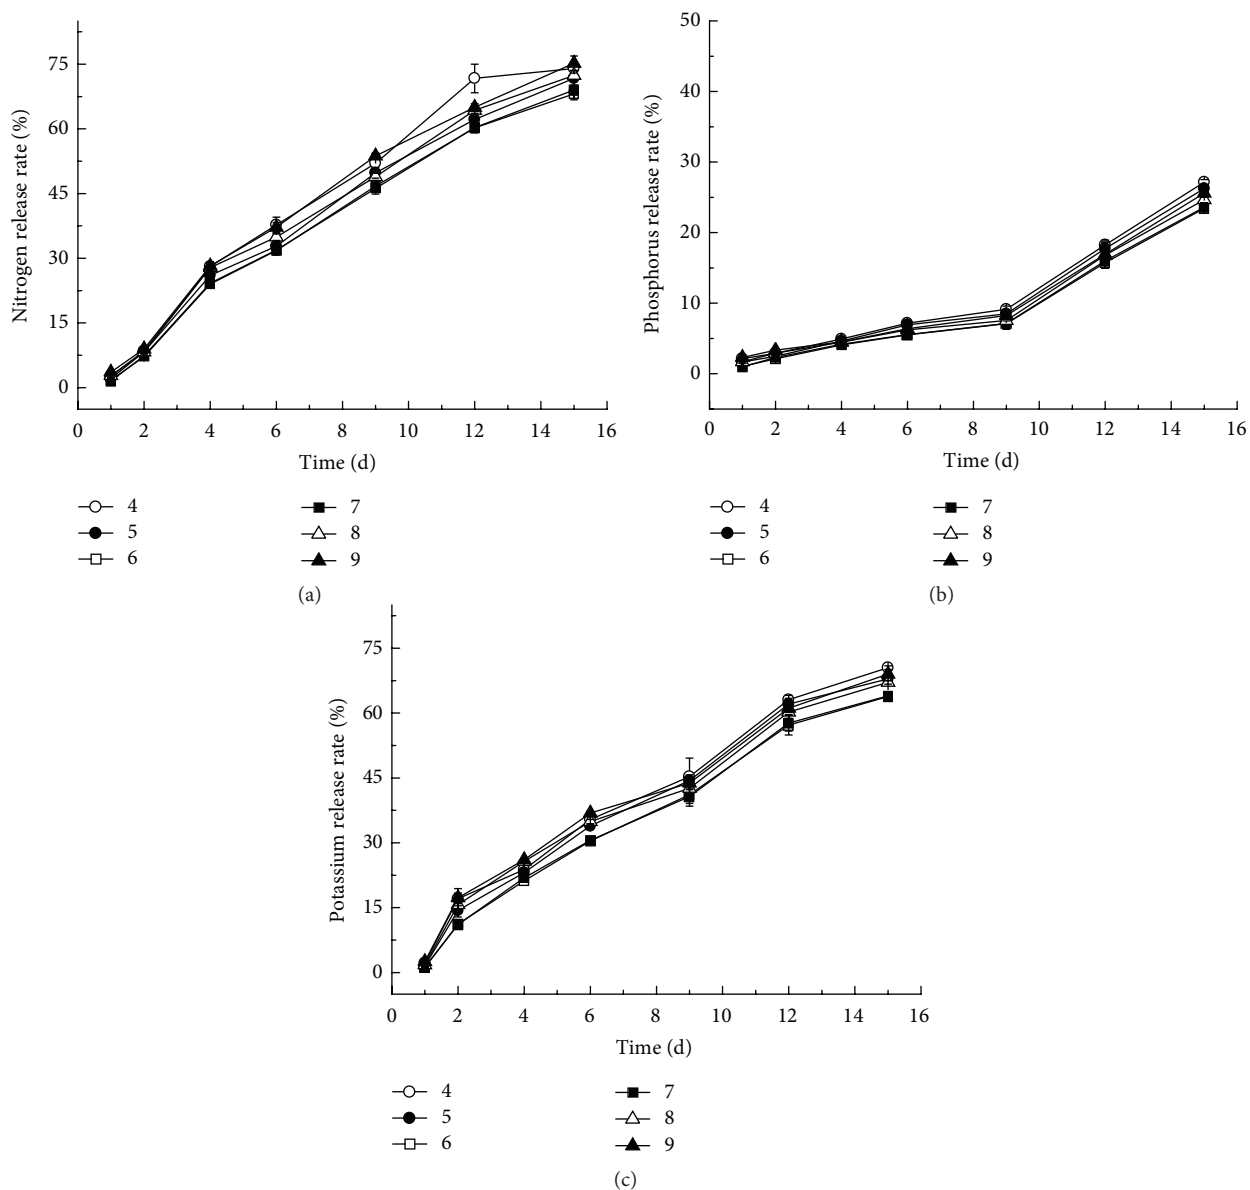 Nitrogen release rate (%)
75
60
45
30
15
0
0 2 4 6 8 10 12 14 16
Time (d)
4 7
5 8
6 9
(a)
Phosphorus release rate (%)
50
40
30
20
10
0
0 2 4 6 8 10 12 14 16
Time (d)
4 7
5 8
6 9
(b)
Potassium release rate (%)
75
60
45
30
15
0
0 2 4 6 8 10 12 14 16
Time (d)
4 7
5 8
6 9
(c)